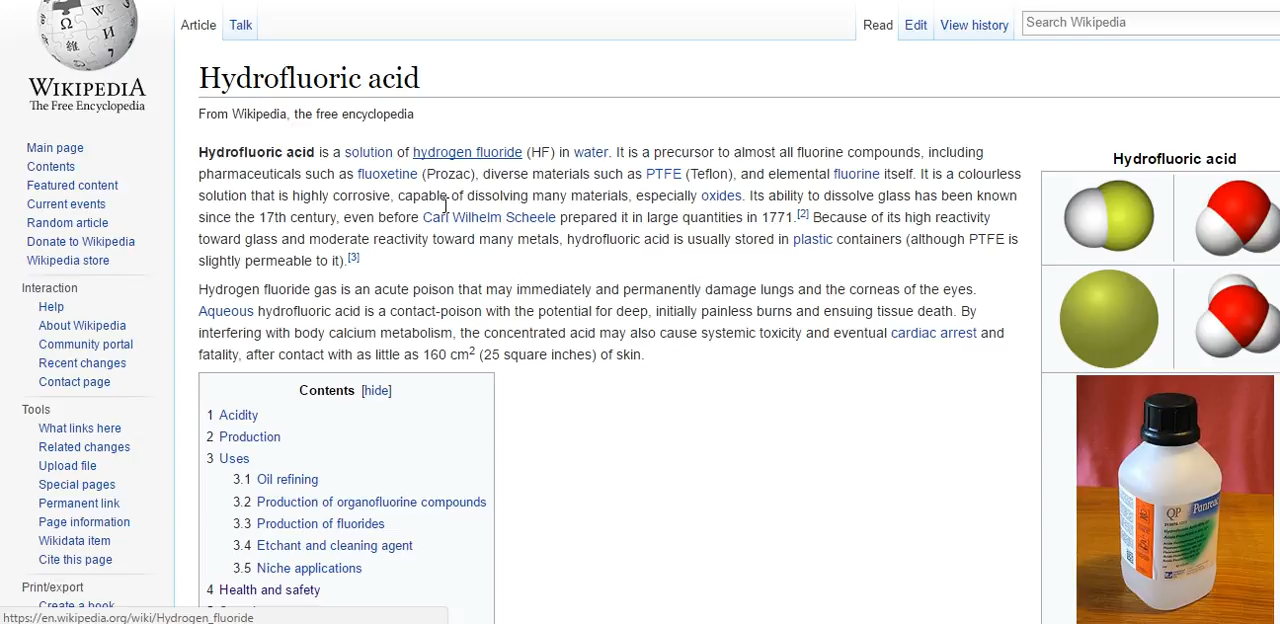 Article
Talk
Read
Edit
View history
Search Wikipedia
WIKIPEDIA
The Free Encyclopedia
Main page
Contents
Featured content
Current events
Random article
Donate to Wikipedia
Wikipedia store
Interaction
Help
About Wikipedia
Community portal
Recent changes
Contact page
Tools
What links here
Related changes
Upload file
Special pages
Permanent link
Page information
Wikidata item
Cite this page
Print/export
Create a book
Hydrofluoric acid
From Wikipedia, the free encyclopedia
Hydrofluoric acid is a solution of hydrogen fluoride (HF) in water. It is a precursor to almost all fluorine compounds, including
pharmaceuticals such as fluoxetine (Prozac), diverse materials such as PTFE (Teflon), and elemental fluorine itself. It is a colourless
solution that is highly corrosive, capable of dissolving many materials, especially oxides. Its ability to dissolve glass has been known
since the 17th century, even before Carl Wilhelm Scheele prepared it in large quantities in 1771.[2] Because of its high reactivity
toward glass and moderate reactivity toward many metals, hydrofluoric acid is usually stored in plastic containers (although PTFE is
slightly permeable to it).[3]
Hydrogen fluoride gas is an acute poison that may immediately and permanently damage lungs and the corneas of the eyes.
Aqueous hydrofluoric acid is a contact-poison with the potential for deep, initially painless burns and ensuing tissue death. By
interfering with body calcium metabolism, the concentrated acid may also cause systemic toxicity and eventual cardiac arrest and
fatality, after contact with as little as 160 cm2 (25 square inches) of skin.
Contents [hide]
1 Acidity
2 Production
3 Uses
3.1 Oil refining
3.2 Production of organofluorine compounds
3.3 Production of fluorides
3.4 Etchant and cleaning agent
3.5 Niche applications
4 Health and safety
Hydrofluoric acid
QP
Panreac
https://en.wikipedia.org/wiki/Hydrogen_fluoride